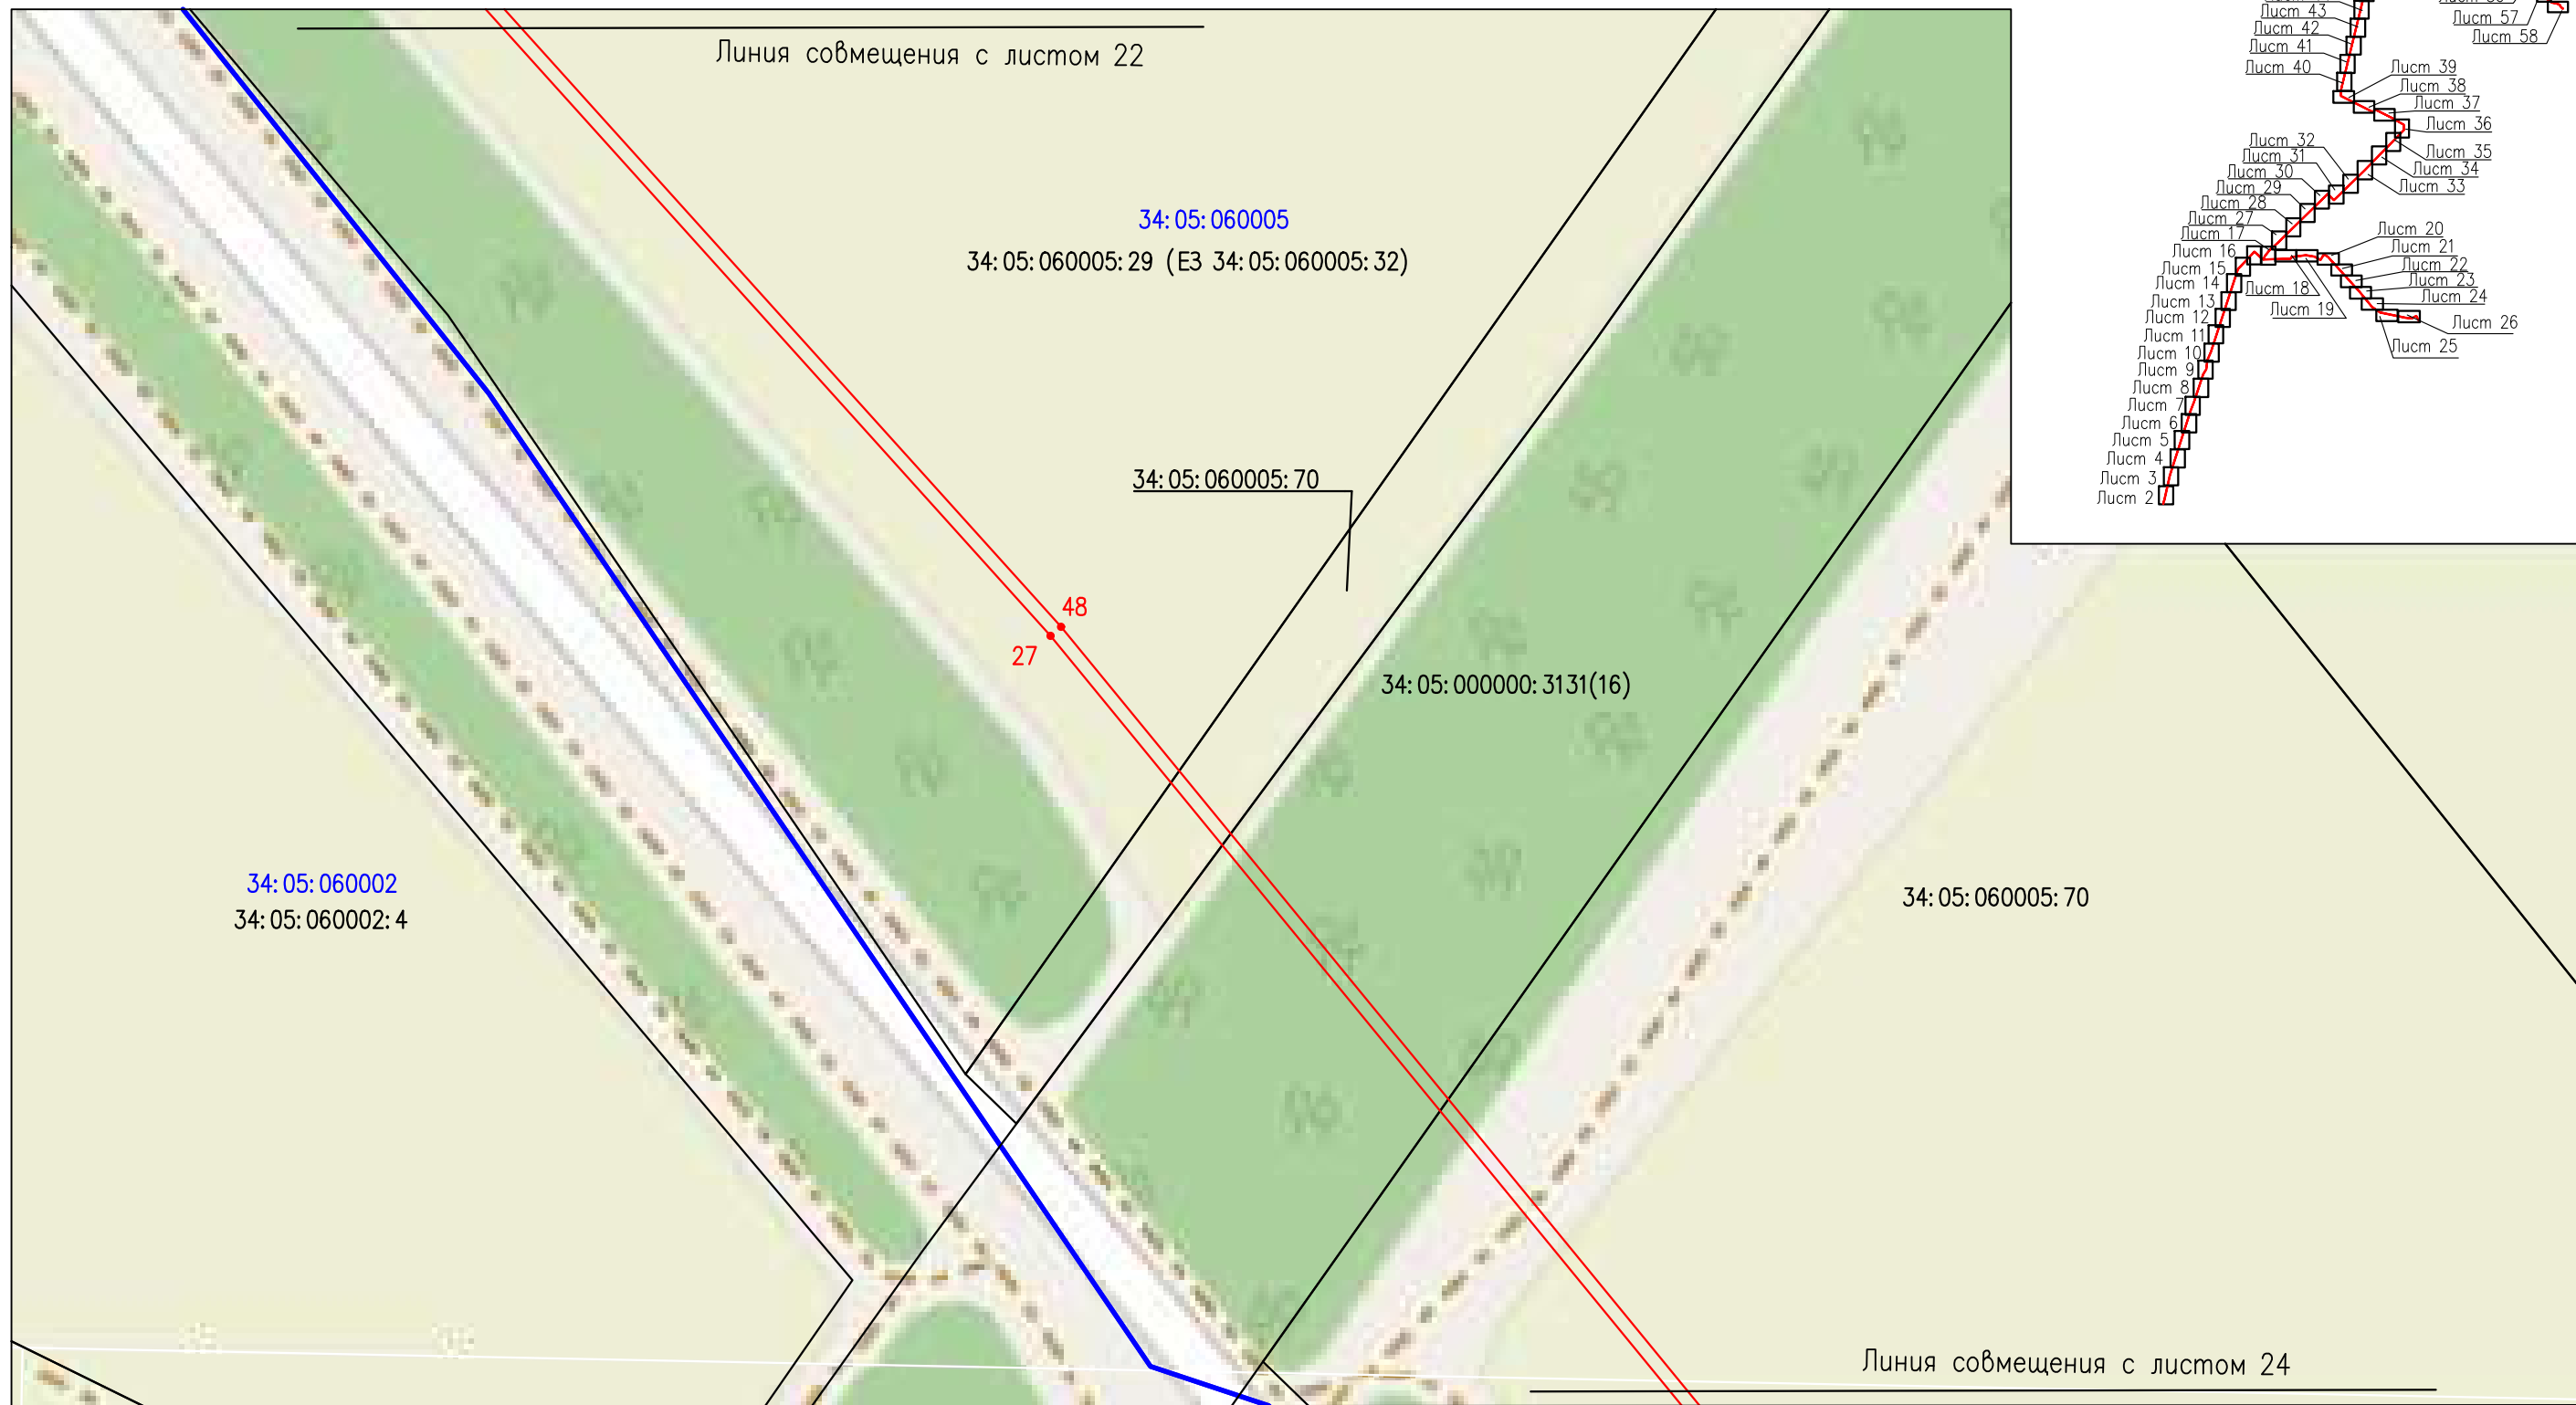 Линия совмещения с листом 22
34:05:060005
34:05:060005:29 (ЕЗ 34:05:060005:32)
34:05:060005:70
48
27
34:05:000000:3131(16)
34:05:060002
34:05:060002:4
34:05:060005:70
Линия совмещения с листом 24
Лист 43
Лист 42
Лист 41
Лист 40
Лист 57
Лист 58
Лист 39
Лист 38
Лист 37
Лист 36
Лист 35
Лист 34
Лист 33
Лист 32
Лист 31
Лист 30
Лист 29
Лист 28
Лист 27
Лист 17
Лист 16
Лист 15
Лист 14
Лист 13
Лист 12
Лист 11
Лист 10
Лист 9
Лист 8
Лист 7
Лист 6
Лист 5
Лист 4
Лист 3
Лист 2
Лист 20
Лист 21
Лист 22
Лист 23
Лист 24
Лист 18
Лист 19
Лист 26
Лист 25